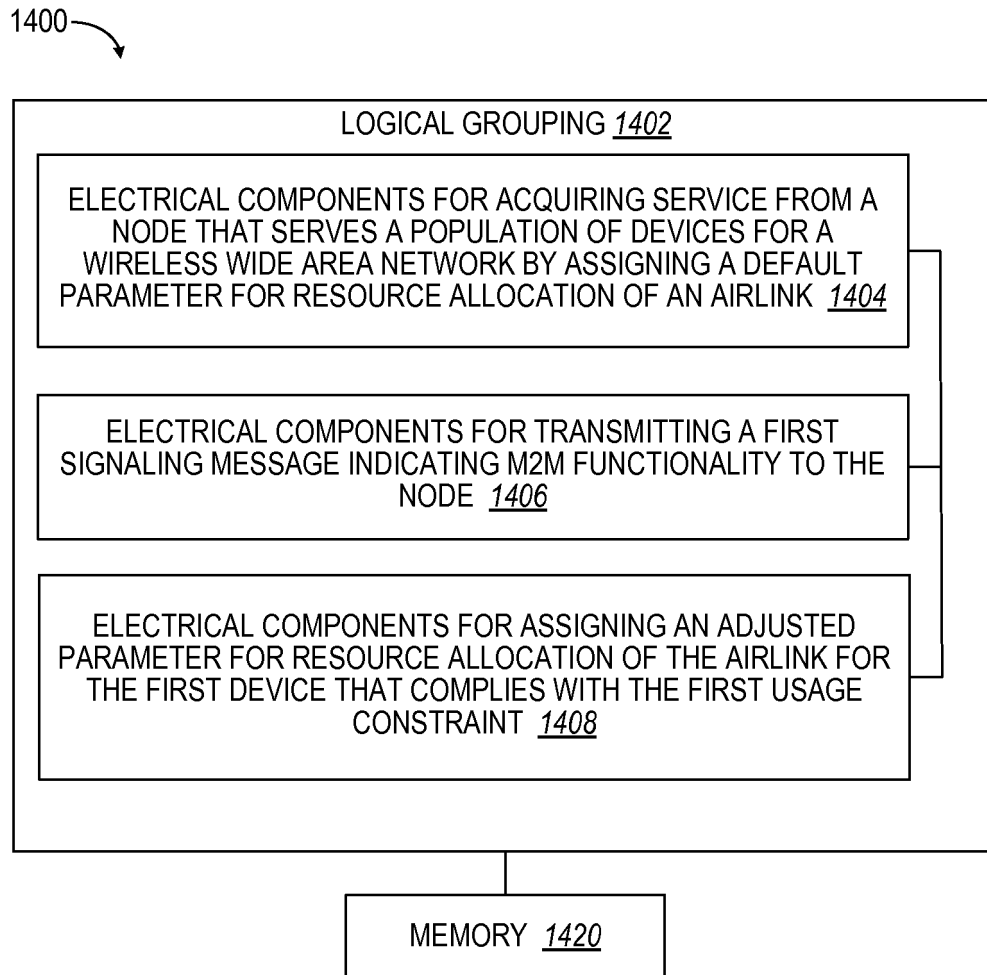 1400
LOGICAL GROUPING 1402
ELECTRICAL COMPONENTS FOR ACQUIRING SERVICE FROM A
NODE THAT SERVES A POPULATION OF DEVICES FOR A
WIRELESS WIDE AREA NETWORK BY ASSIGNING A DEFAULT
PARAMETER FOR RESOURCE ALLOCATION OF AN AIRLINK 1404
ELECTRICAL COMPONENTS FOR TRANSMITTING A FIRST
SIGNALING MESSAGE INDICATING M2M FUNCTIONALITY TO THE
NODE 1406
ELECTRICAL COMPONENTS FOR ASSIGNING AN ADJUSTED
PARAMETER FOR RESOURCE ALLOCATION OF THE AIRLINK FOR
THE FIRST DEVICE THAT COMPLIES WITH THE FIRST USAGE
CONSTRAINT 1408
MEMORY 1420